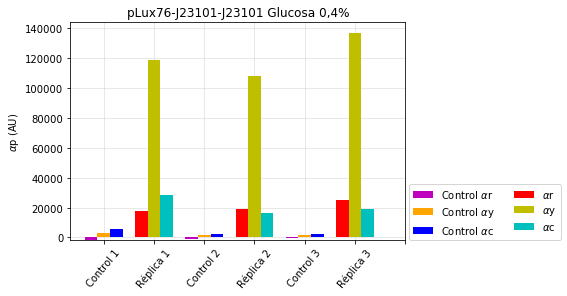 pLux76-J23101-J23101 Glucosa 0,4%
αp (AU)
140000
120000
100000
80000
60000
40000
20000
0
Control 1
Réplica 1
Control 2
Réplica 2
Control 3
Réplica 3
Control αr
Control αy
Control αc
αr
αy
αc